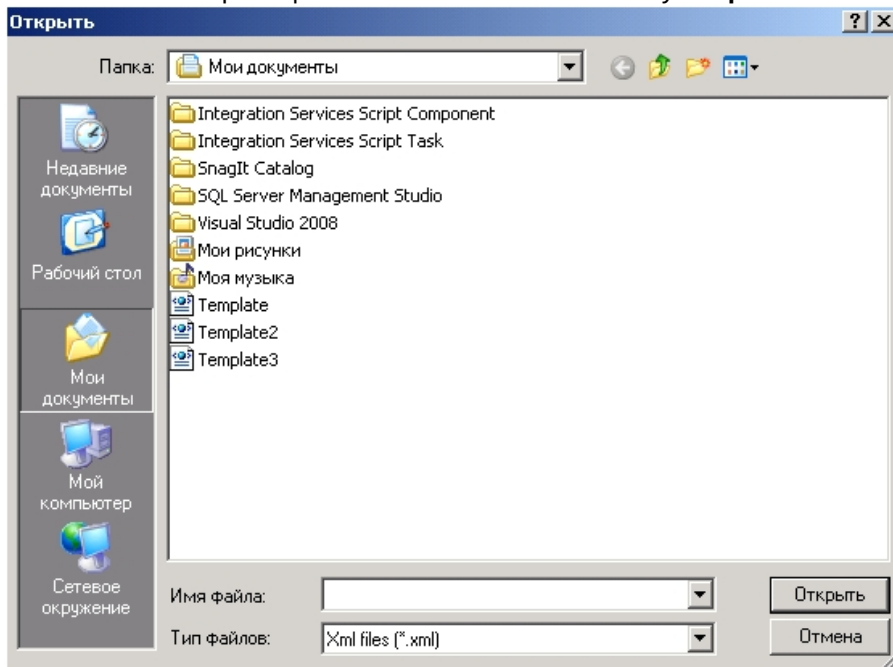 Открыть
Папка: Мои документы
Недавние
документы
Рабочий стол
Мои
документы
Мой
компьютер
Сетевое
окружение
Integration Services Script Component
Integration Services Script Task
SnagIt Catalog
SQL Server Management Studio
Visual Studio 2008
Мои рисунки
Моя музыка
Template
Template2
Template3
Имя файла: Открыть
Тип файлов: Xml files (*.xml) Отмена